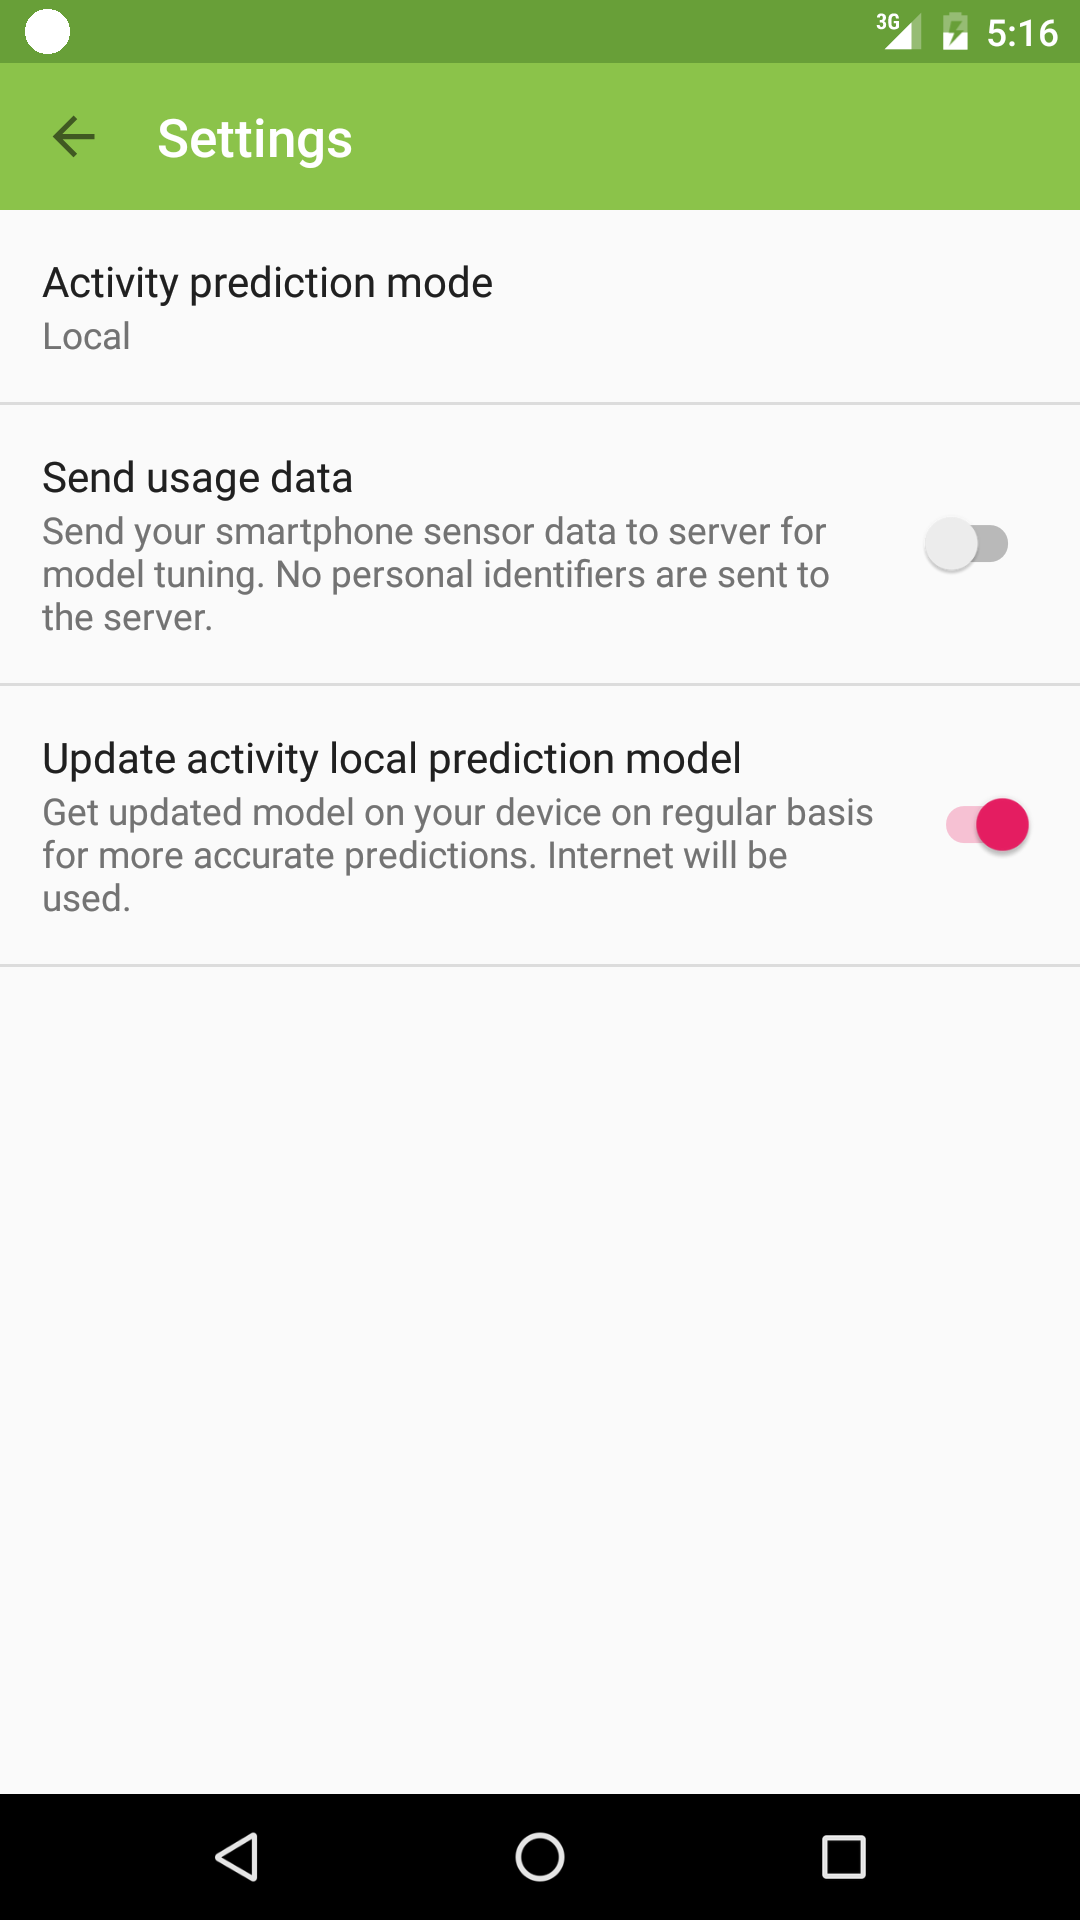 3G 5:16
Settings
Activity prediction mode
Local
Send usage data
Send your smartphone sensor data to server for
model tuning. No personal identifiers are sent to
the server.
Update activity local prediction model
Get updated model on your device on regular basis
for more accurate predictions. Internet will be
used.